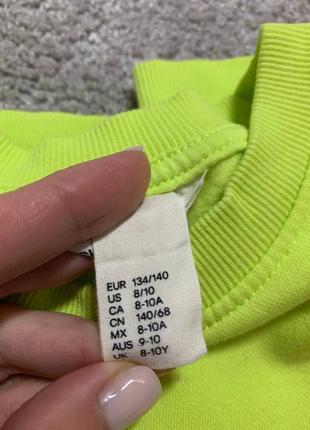 EUR 134/140
US 8/10
CA 8-10A
CN 140/68
MX 8-10A
AUS 9-10
UK 8-10Y